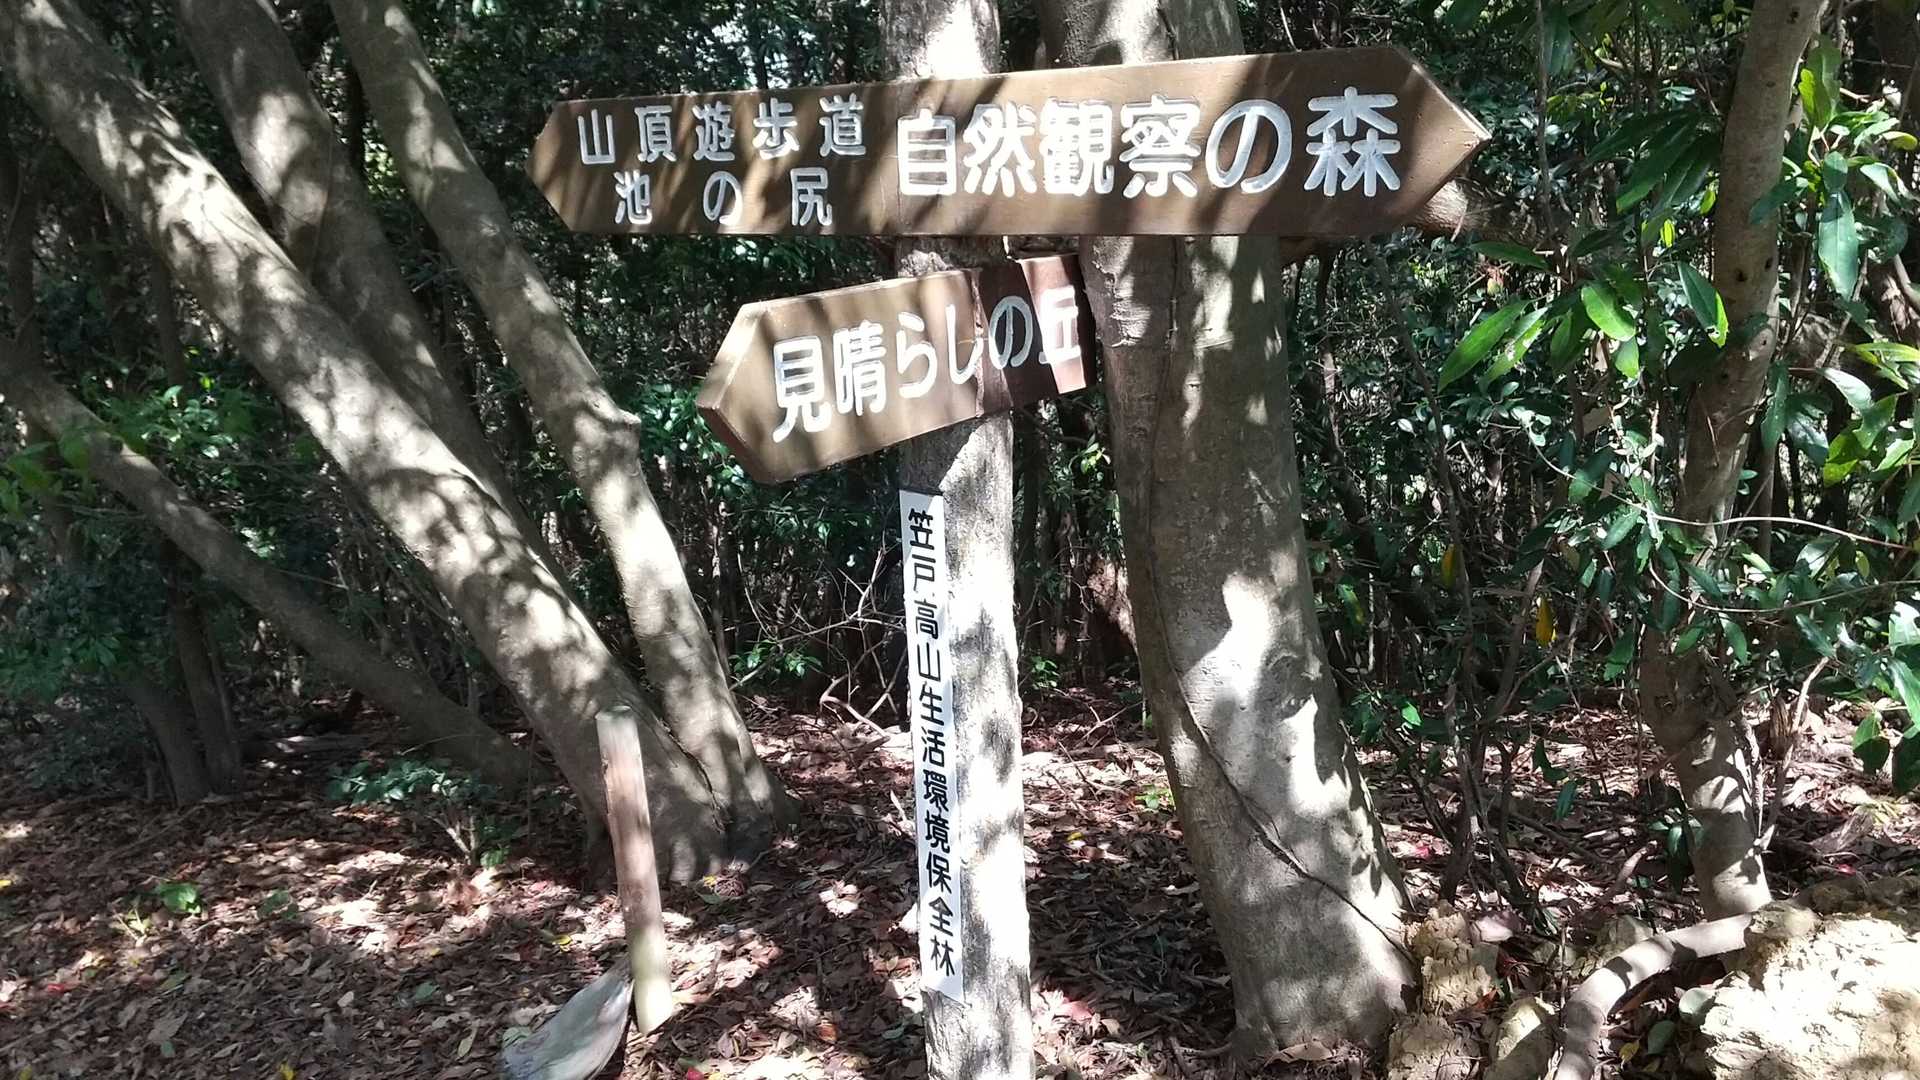 山頂遊歩道
池の尻
自然観察の森
見晴らしの丘
笠戸高山生活環境保全林